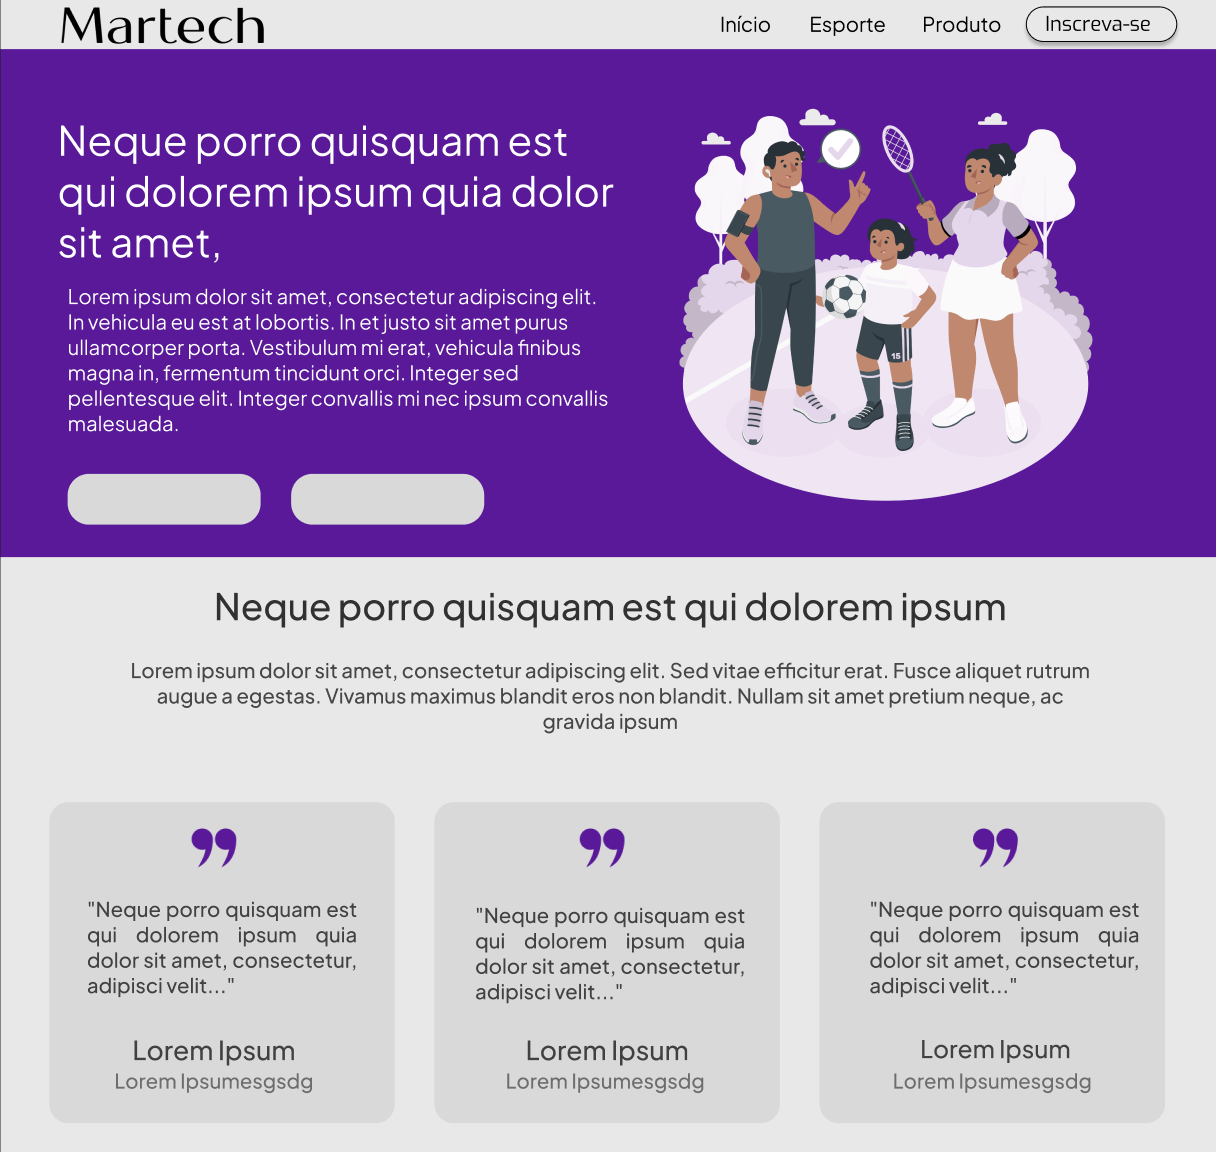 Martech
Início
Esporte
Produto
Inscreva-se
Neque porro quisquam est
qui dolorem ipsum quia dolor
sit amet,
Lorem ipsum dolor sit amet, consectetur adipiscing elit.
In vehicula eu est at lobortis. In et justo sit amet purus
ullamcorper porta. Vestibulum mi erat, vehicula finibus
magna in, fermentum tincidunt orci. Integer sed
pellentesque elit. Integer convallis mi nec ipsum convallis
malesuada.
15
Neque porro quisquam est qui dolorem ipsum
Lorem ipsum dolor sit amet, consectetur adipiscing elit. Sed vitae efficitur erat. Fusce aliquet rutrum
augue a egestas. Vivamus maximus blandit eros non blandit. Nullam sit amet pretium neque, ac
gravida ipsum
"Neque porro quisquam est
qui dolorem ipsum quia
dolor sit amet, consectetur,
adipisci velit..."
Lorem Ipsum
Lorem Ipsumesgsdg
"Neque porro quisquam est
qui dolorem ipsum quia
dolor sit amet, consectetur,
adipisci velit..."
Lorem Ipsum
Lorem Ipsumesgsdg
"Neque porro quisquam est
qui dolorem ipsum quia
dolor sit amet, consectetur,
adipisci velit..."
Lorem Ipsum
Lorem Ipsumesgsdg